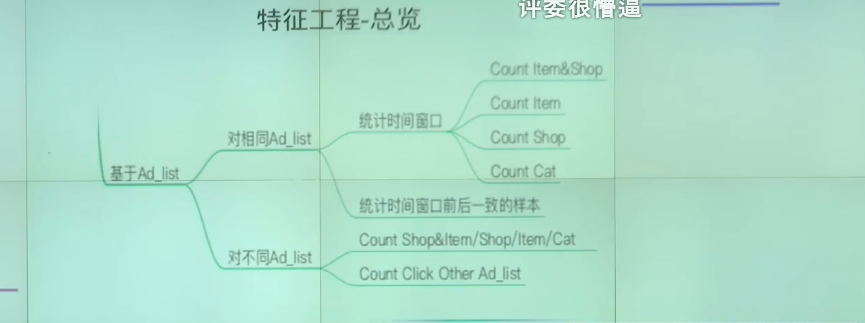 评委很懵逼
特征工程-总览
Count Item&Shop
Count Item
统计时间窗口
对相同Ad_list
Count Shop
Count Cat
基于Ad_list
统计时间窗口前后一致的样本
Count Shop&Item/Shop/Item/Cat
对不同Ad_list
Count Click Other Ad_list